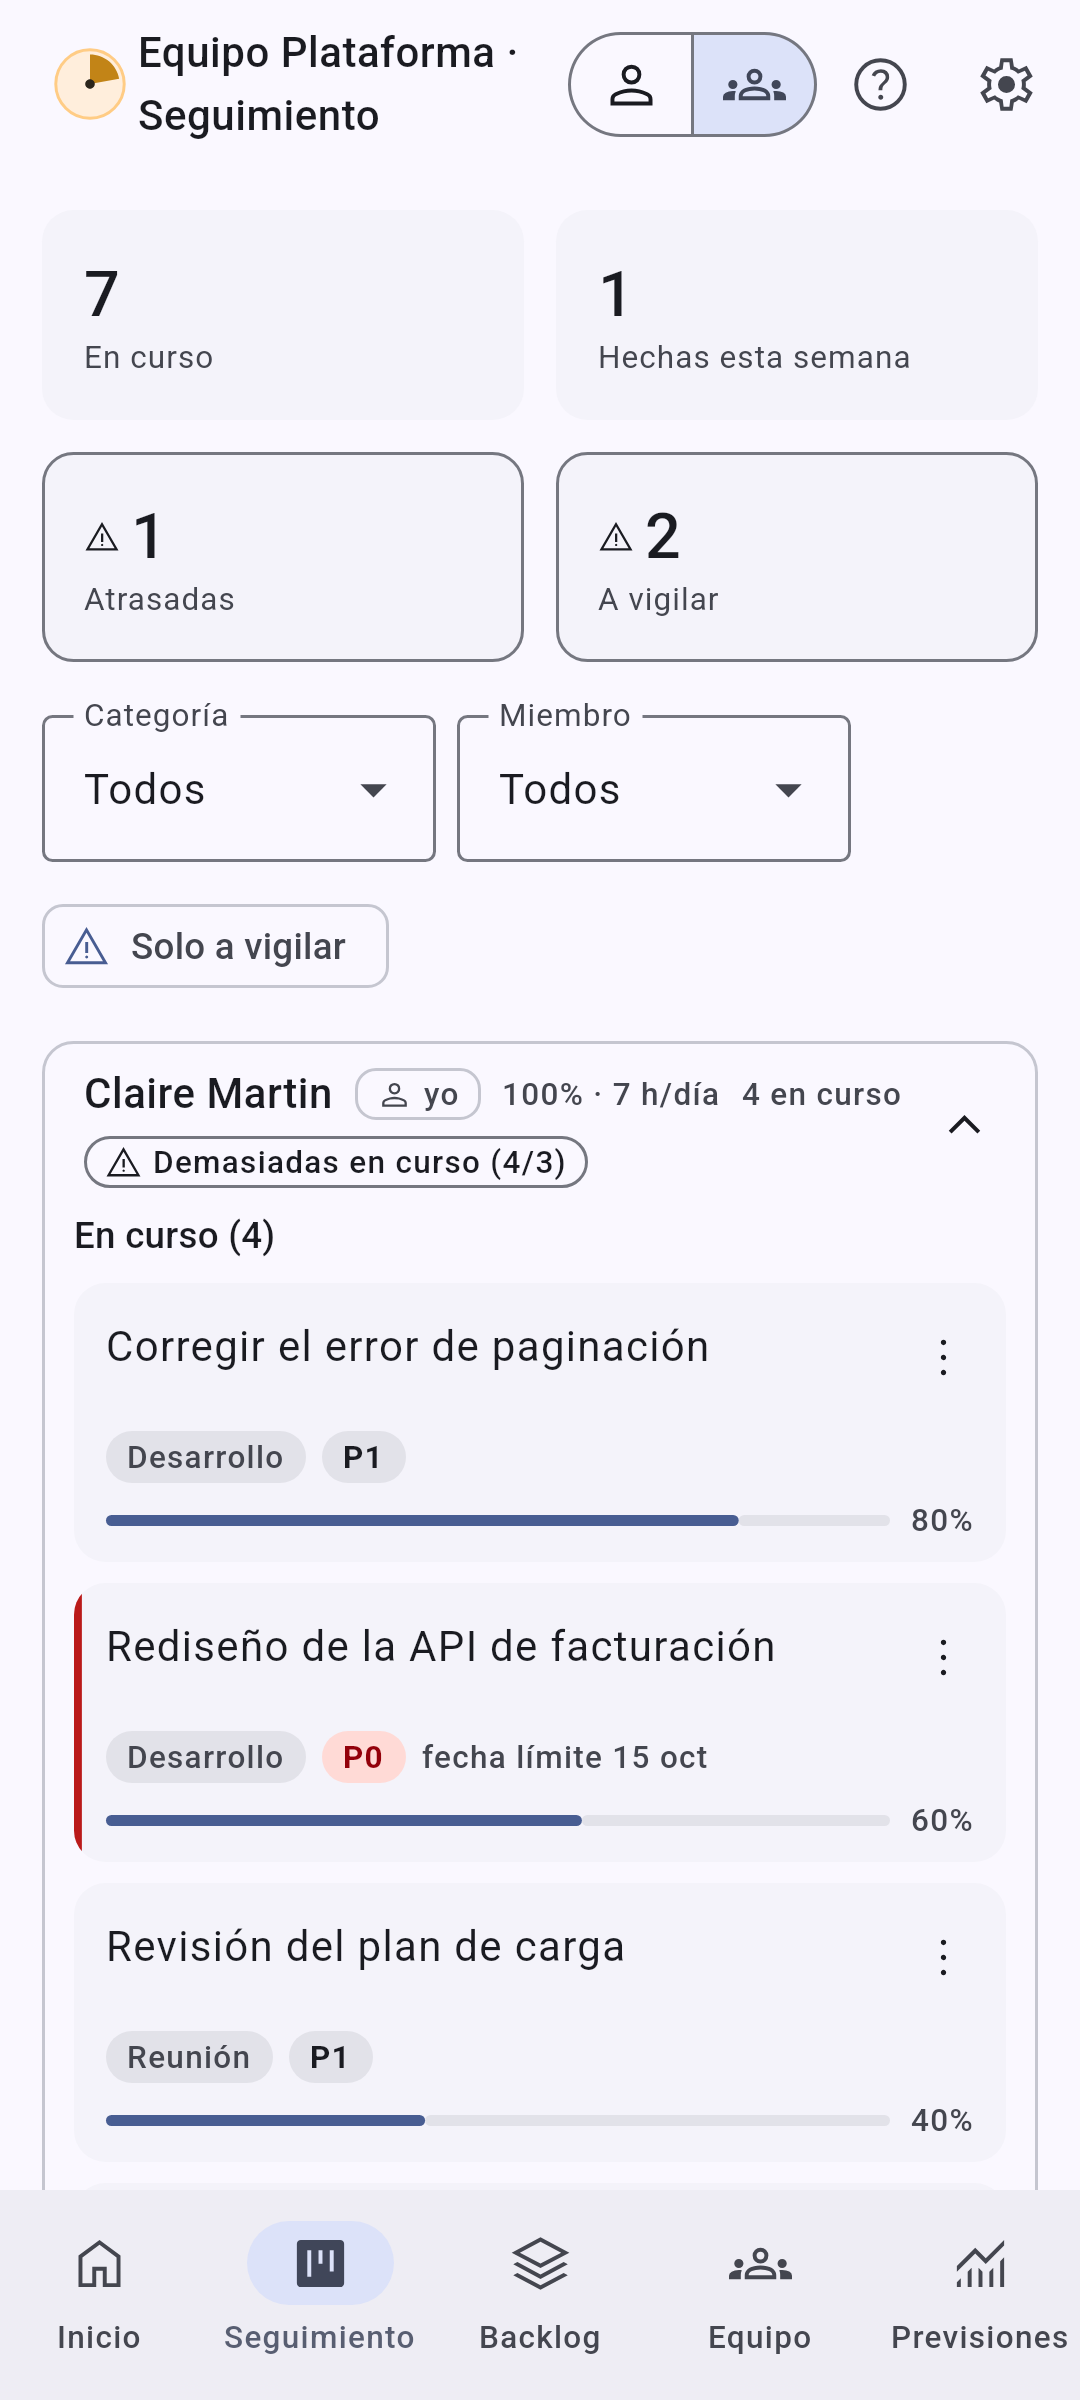 Equipo Plataforma ·
Seguimiento
7
En curso
1
Hechas esta semana
1
Atrasadas
2
A vigilar
Categoría
Todos
Miembro
Todos
Solo a vigilar
Claire Martin yo 100% · 7 h/día 4 en curso
Demasiadas en curso (4/3)
En curso (4)
Corregir el error de paginación
Desarrollo P1
80%
Rediseño de la API de facturación
Desarrollo P0 fecha límite 15 oct
60%
Revisión del plan de carga
Reunión P1
40%
Inicio Seguimiento Backlog Equipo Previsiones